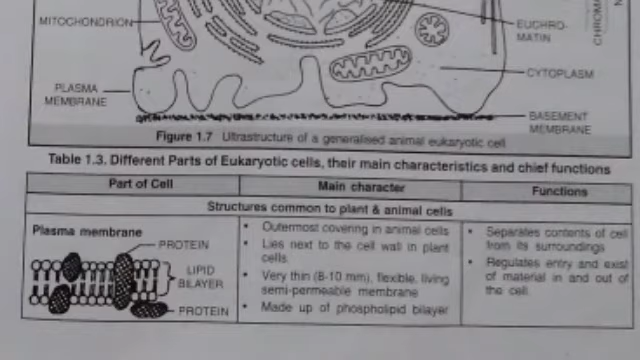 MITOCHONDRION
EUCHRO-
MATIN
CYTOPLASM
PLASMA
MEMBRANE
BASEMENT
MEMBRANE
Figure 1.7 Ultrastructure of a generalised animal eukaryotic cell
Table 1.3. Different Parts of Eukaryotic cells, their main characteristics and chief functions
Part of Cell
Main character
Functions
Structures common to plant & animal cells
Plasma membrane
PROTEIN
LIPID
BILAYER
PROTEIN
• Outermost covering in animal cells
• Lies next to the cell wall in plant
cells
• Very thin (8-10 mm), flexible, living
semi-permeable membrane
• Made up of phospholipid bilayer
• Separates contents of cell
from its surroundings
• Regulates entry and exist
of material in and out of
the cell.